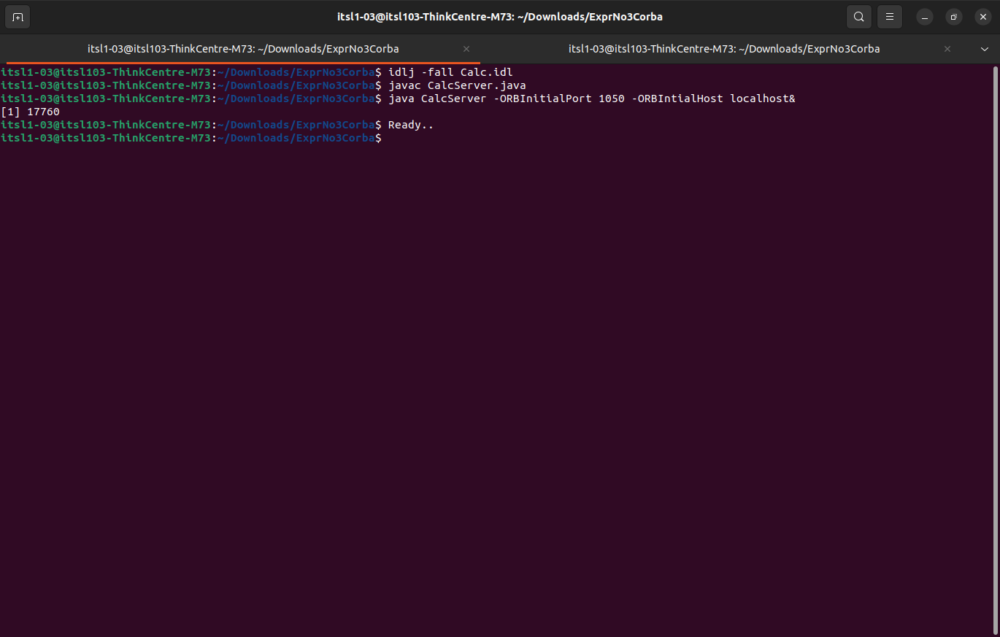 itsl1-03@itsl103-ThinkCentre-M73: ~/Downloads/ExprNo3Corba
itsl1-03@itsl103-ThinkCentre-M73: ~/Downloads/ExprNo3Corba
itsl1-03@itsl103-ThinkCentre-M73: ~/Downloads/ExprNo3Corba
itsl1-03@itsl103-ThinkCentre-M73:~/Downloads/ExprNo3Corba$ idlj -fall Calc.idl
itsl1-03@itsl103-ThinkCentre-M73:~/Downloads/ExprNo3Corba$ javac CalcServer.java
itsl1-03@itsl103-ThinkCentre-M73:~/Downloads/ExprNo3Corba$ java CalcServer -ORBInitialPort 1050 -ORBIntialHost localhost&
[1] 17760
itsl1-03@itsl103-ThinkCentre-M73:~/Downloads/ExprNo3Corba$ Ready..
itsl1-03@itsl103-ThinkCentre-M73:~/Downloads/ExprNo3Corba$